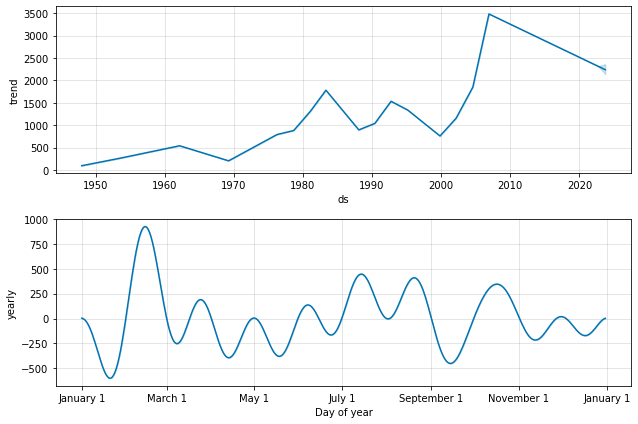 3500
3000
2500
2000
1500
1000
500
0
trend
1950 1960 1970 1980 1990 2000 2010 2020
ds
1000
750
500
250
0
−250
−500
yearly
January 1 March 1 May 1 July 1 September 1 November 1 January 1
Day of year